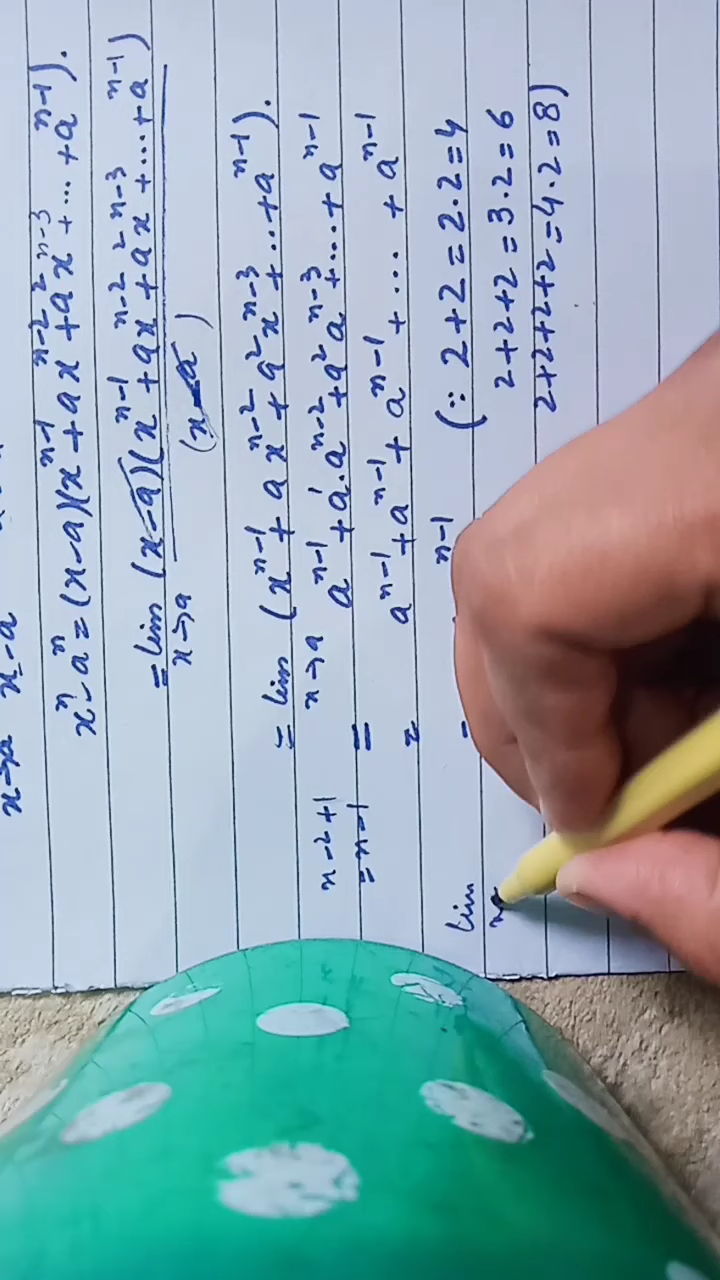 x→a x-a
xⁿ-aⁿ=(x-a)(xⁿ⁻¹+axⁿ⁻²+a²xⁿ⁻³+...+aⁿ⁻¹).
=lim (x-a)(xⁿ⁻¹+axⁿ⁻²+ax²ⁿ⁻³+...+aⁿ⁻¹)
x→a (x-a)
=lim (xⁿ⁻¹+axⁿ⁻²+a²xⁿ⁻³+...+aⁿ⁻¹).
x→a
n-2+1
=n-1
= aⁿ⁻¹+a¹.aⁿ⁻²+a²aⁿ⁻³+...+aⁿ⁻¹
= aⁿ⁻¹+aⁿ⁻¹+aⁿ⁻¹+...+aⁿ⁻¹
n-1 (∵ 2+2=2.2=4
2+2+2=3.2=6
2+2+2+2=4.2=8)
lim